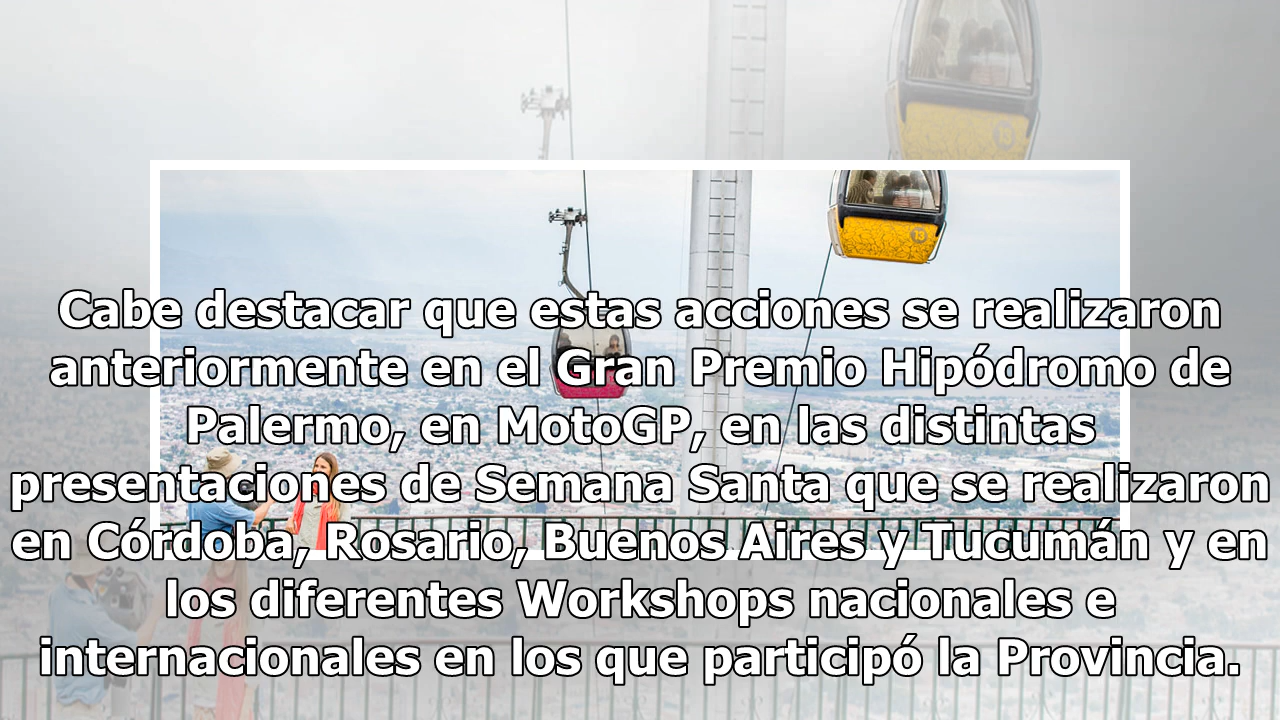 Cabe destacar que estas acciones se realizaron
anteriormente en el Gran Premio Hipódromo de
Palermo, en MotoGP, en las distintas
presentaciones de Semana Santa que se realizaron
en Córdoba, Rosario, Buenos Aires y Tucumán y en
los diferentes Workshops nacionales e
internacionales en los que participó la Provincia.
13
13